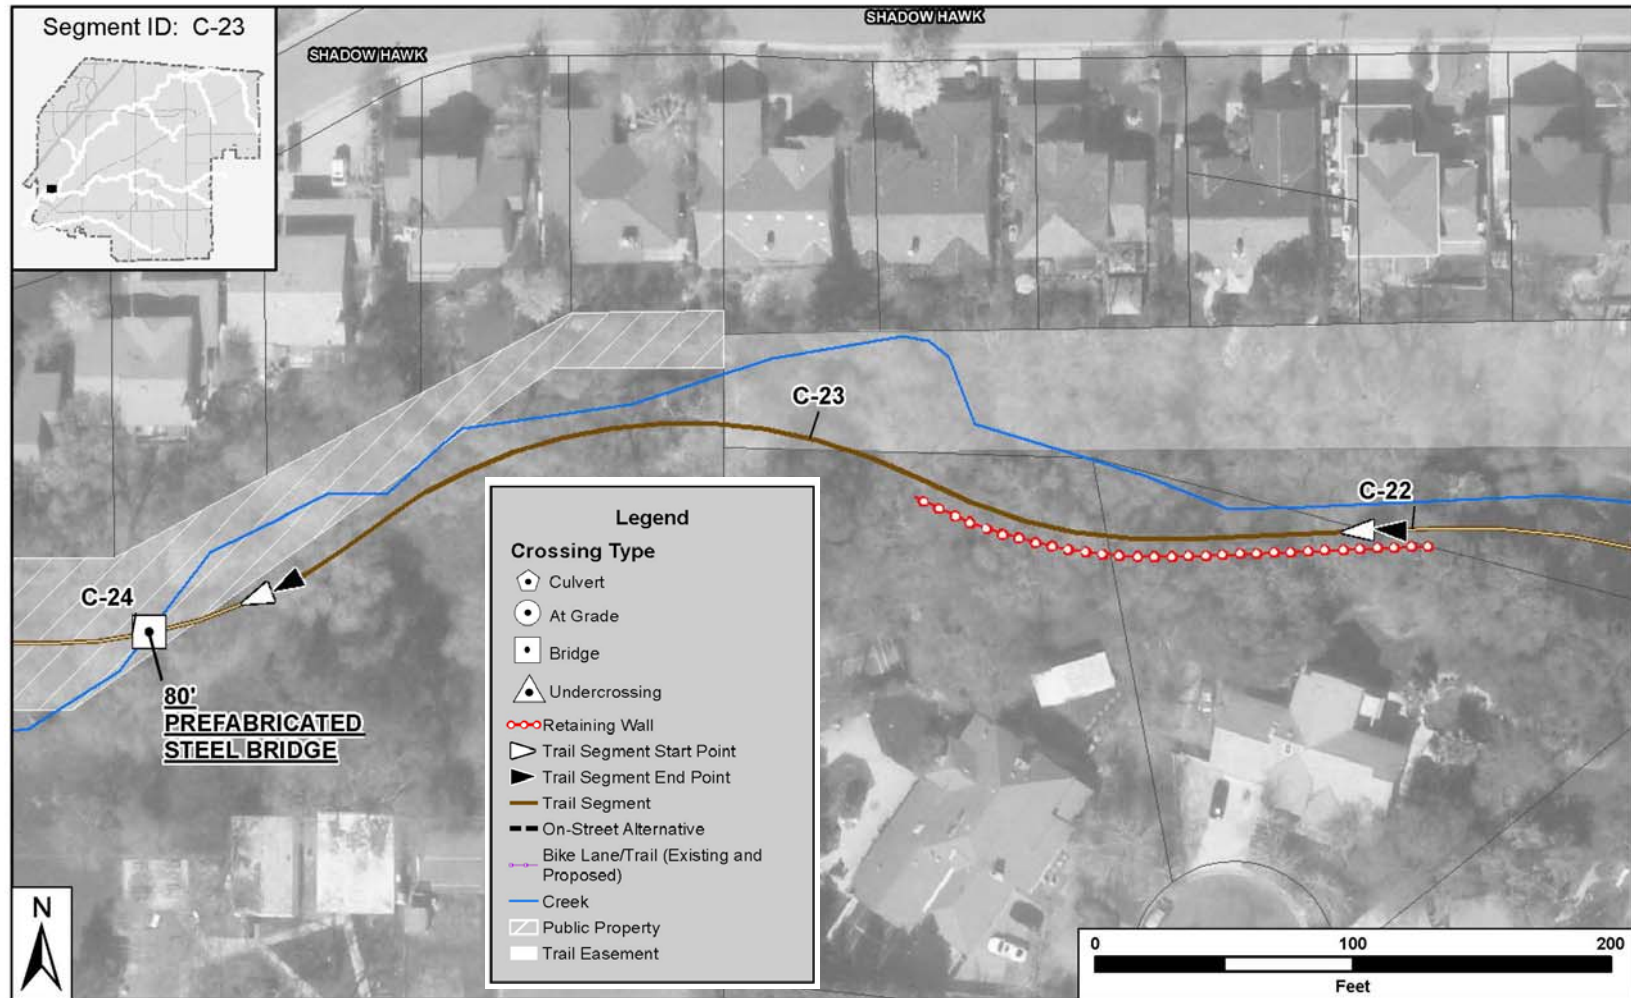 Segment ID: C-23
SHADOW HAWK
SHADOW HAWK
C-23
C-22
C-24
80'
PREFABRICATED
STEEL BRIDGE
Legend
Crossing Type
Culvert
At Grade
Bridge
Undercrossing
Retaining Wall
Trail Segment Start Point
Trail Segment End Point
Trail Segment
On-Street Alternative
Bike Lane/Trail (Existing and
Proposed)
Creek
Public Property
Trail Easement
N
0 100 200
Feet